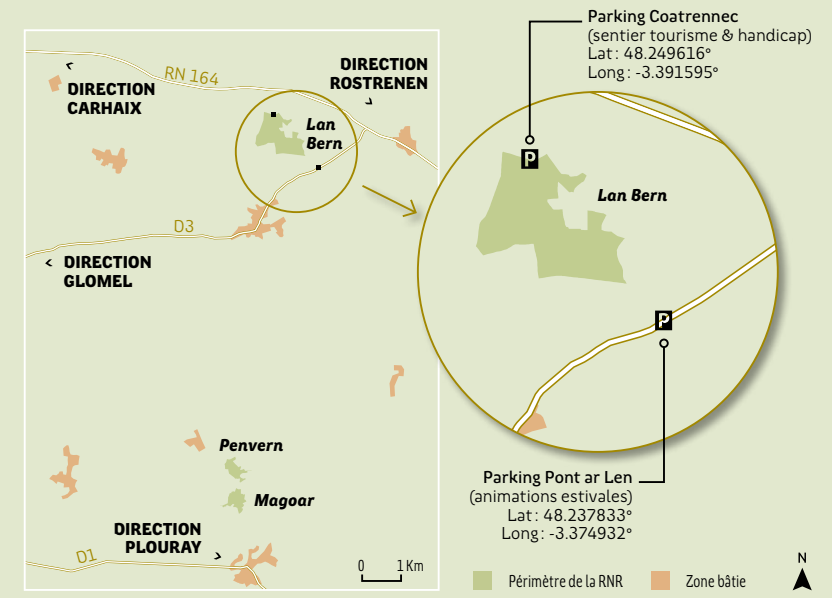 Parking Coatrennec
(sentier tourisme & handicap)
Lat : 48.249616°
Long : -3.391595°
RN 164
DIRECTION
CARHAIX
DIRECTION
ROSTRENEN
Lan
Bern
P
Lan Bern
D3
DIRECTION
GLOMEL
P
Penvern
Magoar
Parking Pont ar Len
(animations estivales)
Lat : 48.237833°
Long : -3.374932°
DIRECTION
PLOURAY
D1
0 1 Km
Périmètre de la RNR
Zone bâtie
N